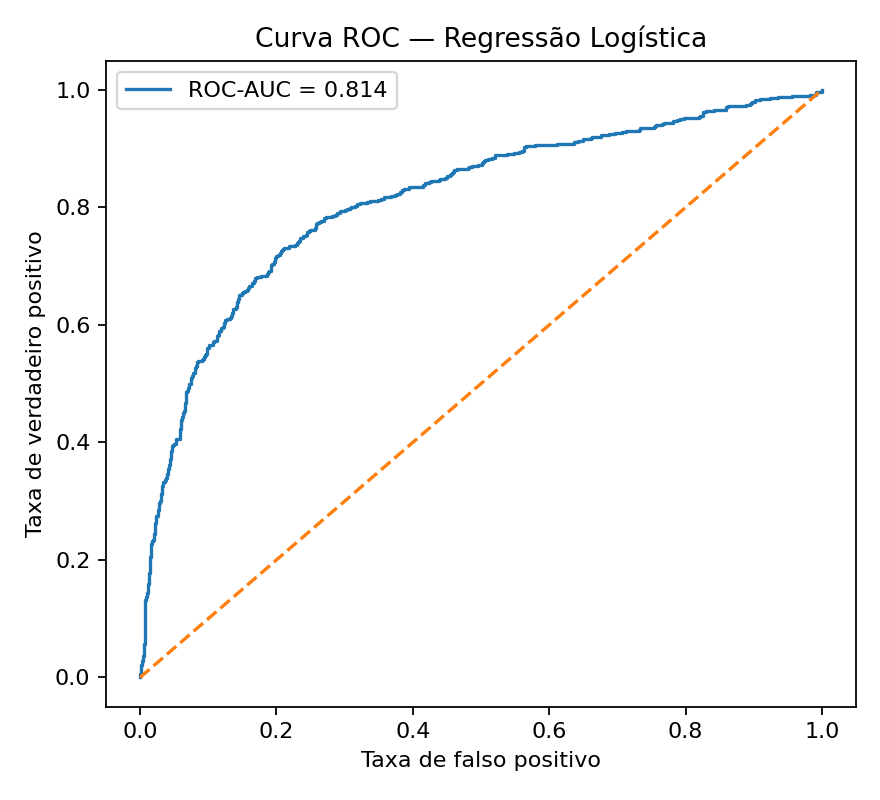 Curva ROC — Regressão Logística
ROC-AUC = 0.814
1.0
0.8
0.6
0.4
0.2
0.0
Taxa de verdadeiro positivo
0.0 0.2 0.4 0.6 0.8 1.0
Taxa de falso positivo